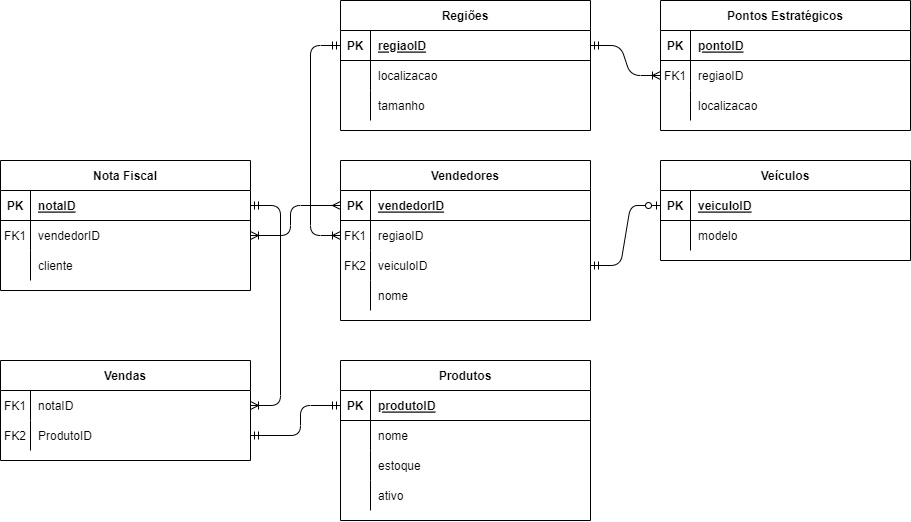 Regiões
PK regiaoID
localizacao
tamanho
Pontos Estratégicos
PK pontoID
FK1 regiaoID
localizacao
Nota Fiscal
PK notaID
FK1 vendedorID
cliente
Vendedores
PK vendedorID
FK1 regiaoID
FK2 veiculoID
nome
Veículos
PK veiculoID
modelo
Vendas
FK1 notaID
FK2 ProdutoID
Produtos
PK produtoID
nome
estoque
ativo